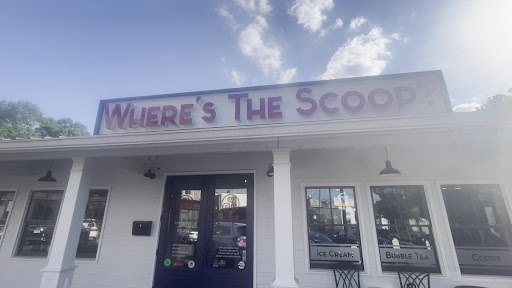 WHERE'S THE SCOOP?
ICE CREAM
BUBBLE TEA
COFFEE